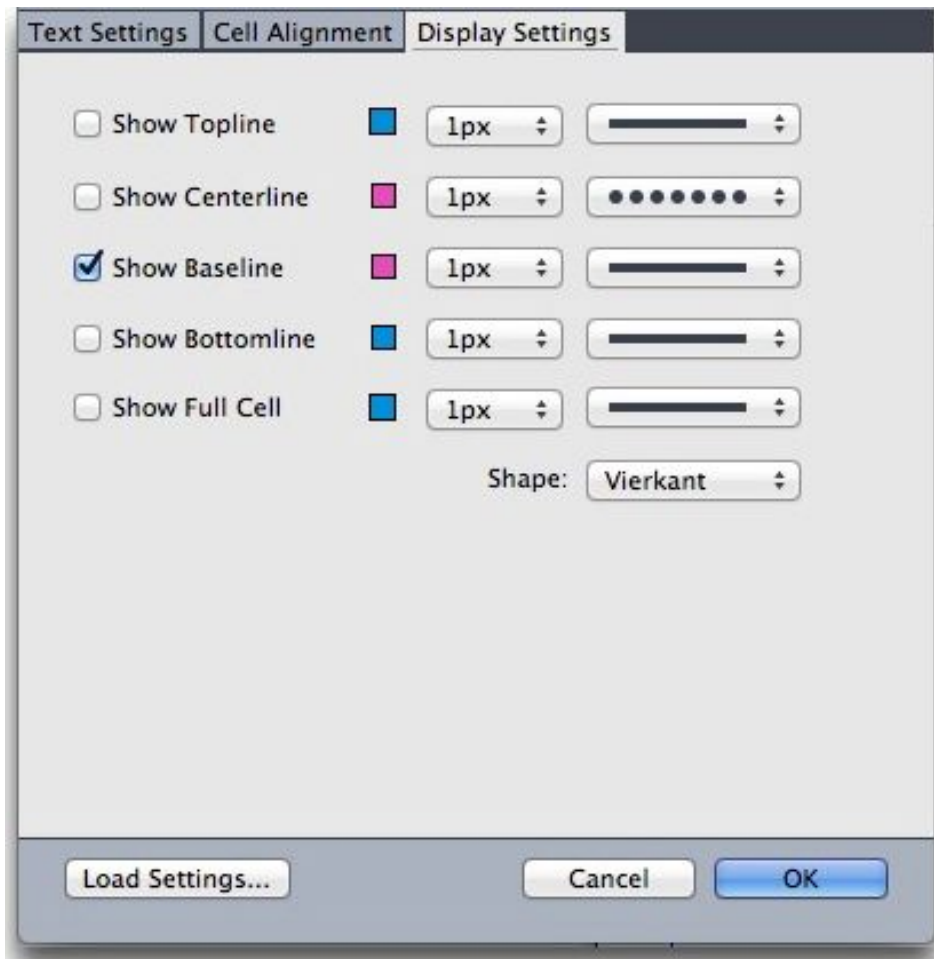 Text Settings Cell Alignment Display Settings
Show Topline 1px
Show Centerline 1px
Show Baseline 1px
Show Bottomline 1px
Show Full Cell 1px
Shape: Vierkant
Load Settings... Cancel OK